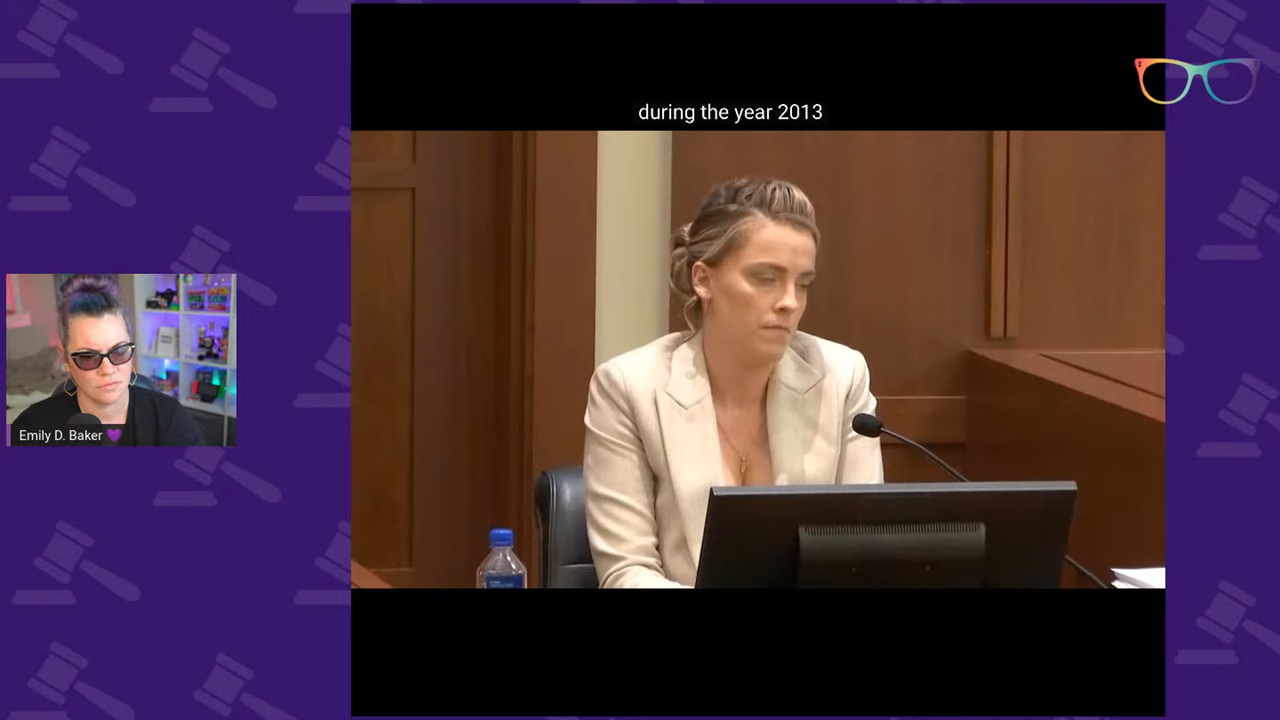 during the year 2013
Emily D. Baker 💜